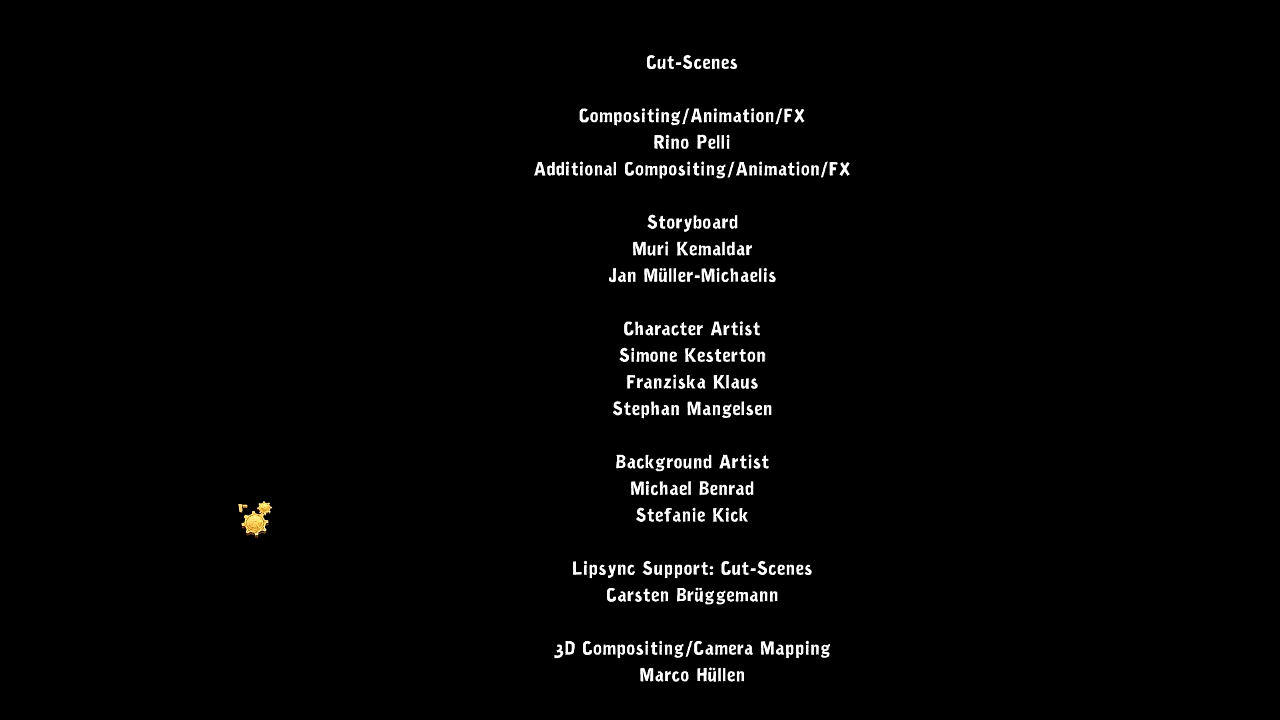 Cut-Scenes
Compositing/Animation/FX
Rino Pelli
Additional Compositing/Animation/FX
Storyboard
Muri Kemaldar
Jan Müller-Michaelis
Character Artist
Simone Kesterton
Franziska Klaus
Stephan Mangelsen
Background Artist
Michael Benrad
Stefanie Kick
Lipsync Support: Cut-Scenes
Carsten Brüggemann
3D Compositing/Camera Mapping
Marco Hüllen